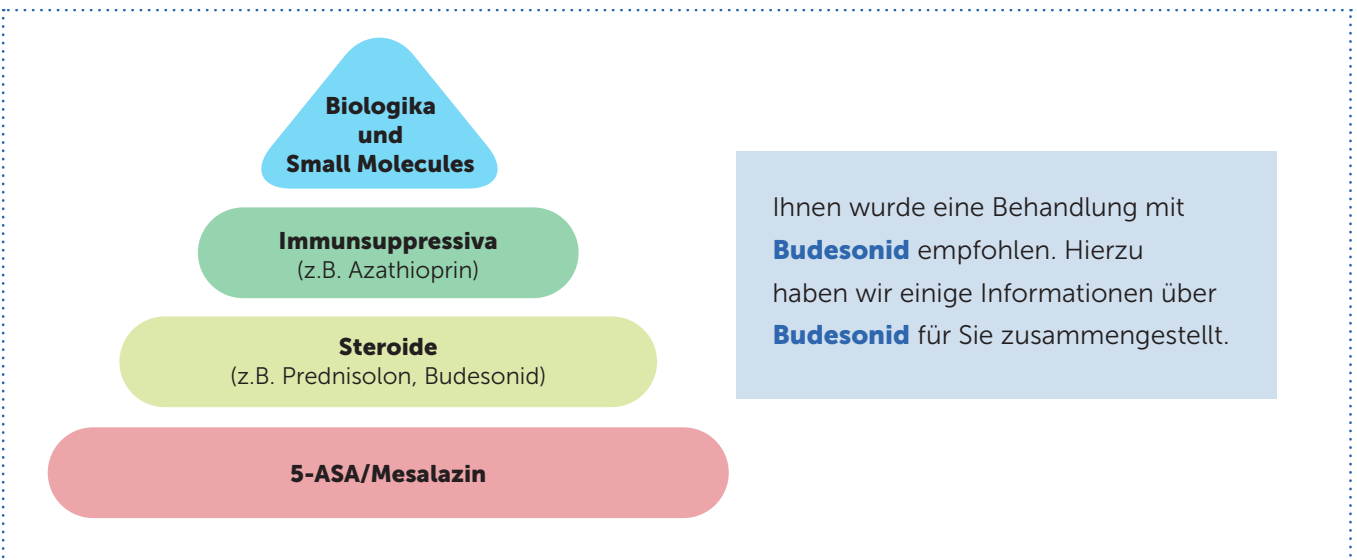 Biologika
und
Small Molecules
Immunsuppressiva
(z.B. Azathioprin)
Steroide
(z.B. Prednisolon, Budesonid)
5-ASA/Mesalazin
Ihnen wurde eine Behandlung mit
Budesonid empfohlen. Hierzu
haben wir einige Informationen über
Budesonid für Sie zusammengestellt.